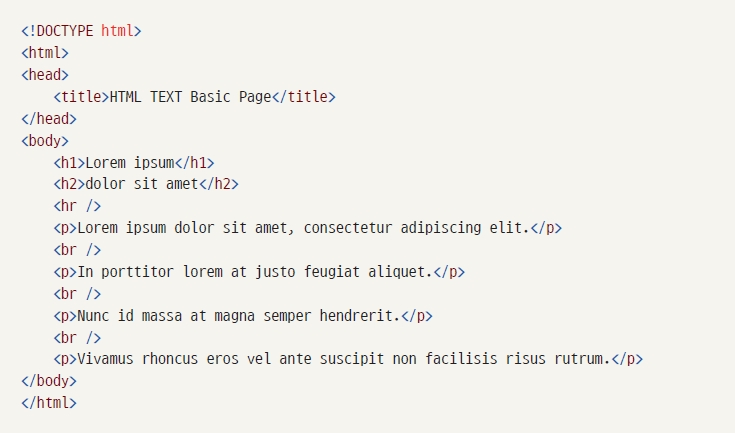 <!DOCTYPE html>
<html>
<head>
    <title>HTML TEXT Basic Page</title>
</head>
<body>
    <h1>Lorem ipsum</h1>
    <h2>dolor sit amet</h2>
    <hr />
    <p>Lorem ipsum dolor sit amet, consectetur adipiscing elit.</p>
    <br />
    <p>In porttitor lorem at justo feugiat aliquet.</p>
    <br />
    <p>Nunc id massa at magna semper hendrerit.</p>
    <br />
    <p>Vivamus rhoncus eros vel ante suscipit non facilisis risus rutrum.</p>
</body>
</html>